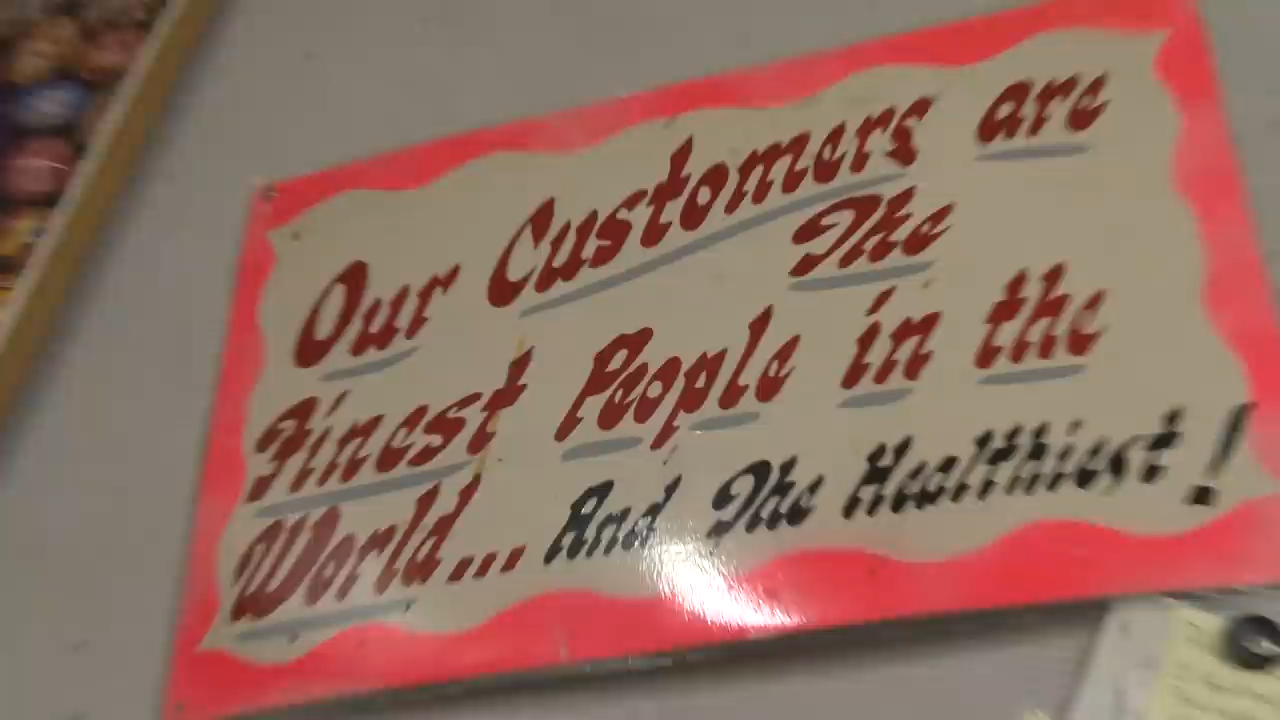 Our Customers are
The
Finest People in the
World... And The Healthiest!